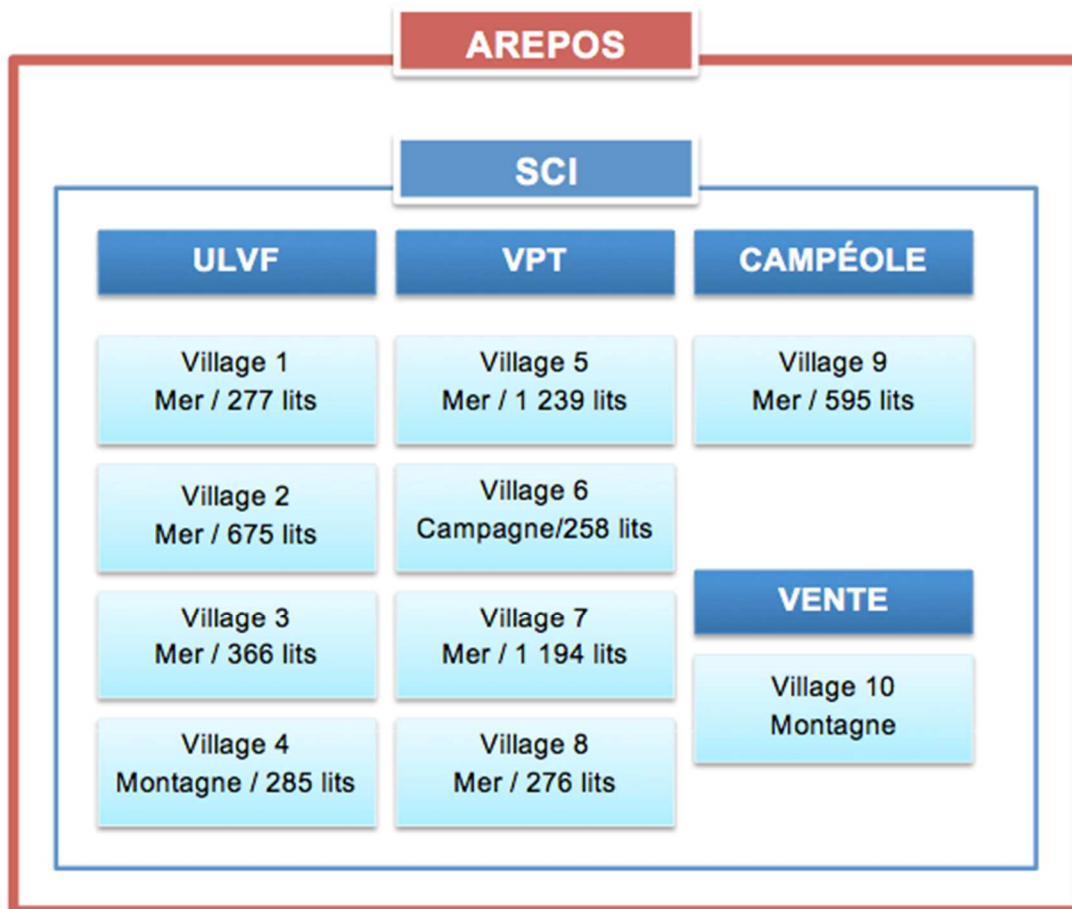 AREPOS
SCI
ULVF
Village 1
Mer / 277 lits
Village 2
Mer / 675 lits
Village 3
Mer / 366 lits
Village 4
Montagne / 285 lits
VPT
Village 5
Mer / 1 239 lits
Village 6
Campagne/258 lits
Village 7
Mer / 1 194 lits
Village 8
Mer / 276 lits
CAMPÉOLE
Village 9
Mer / 595 lits
VENTE
Village 10
Montagne